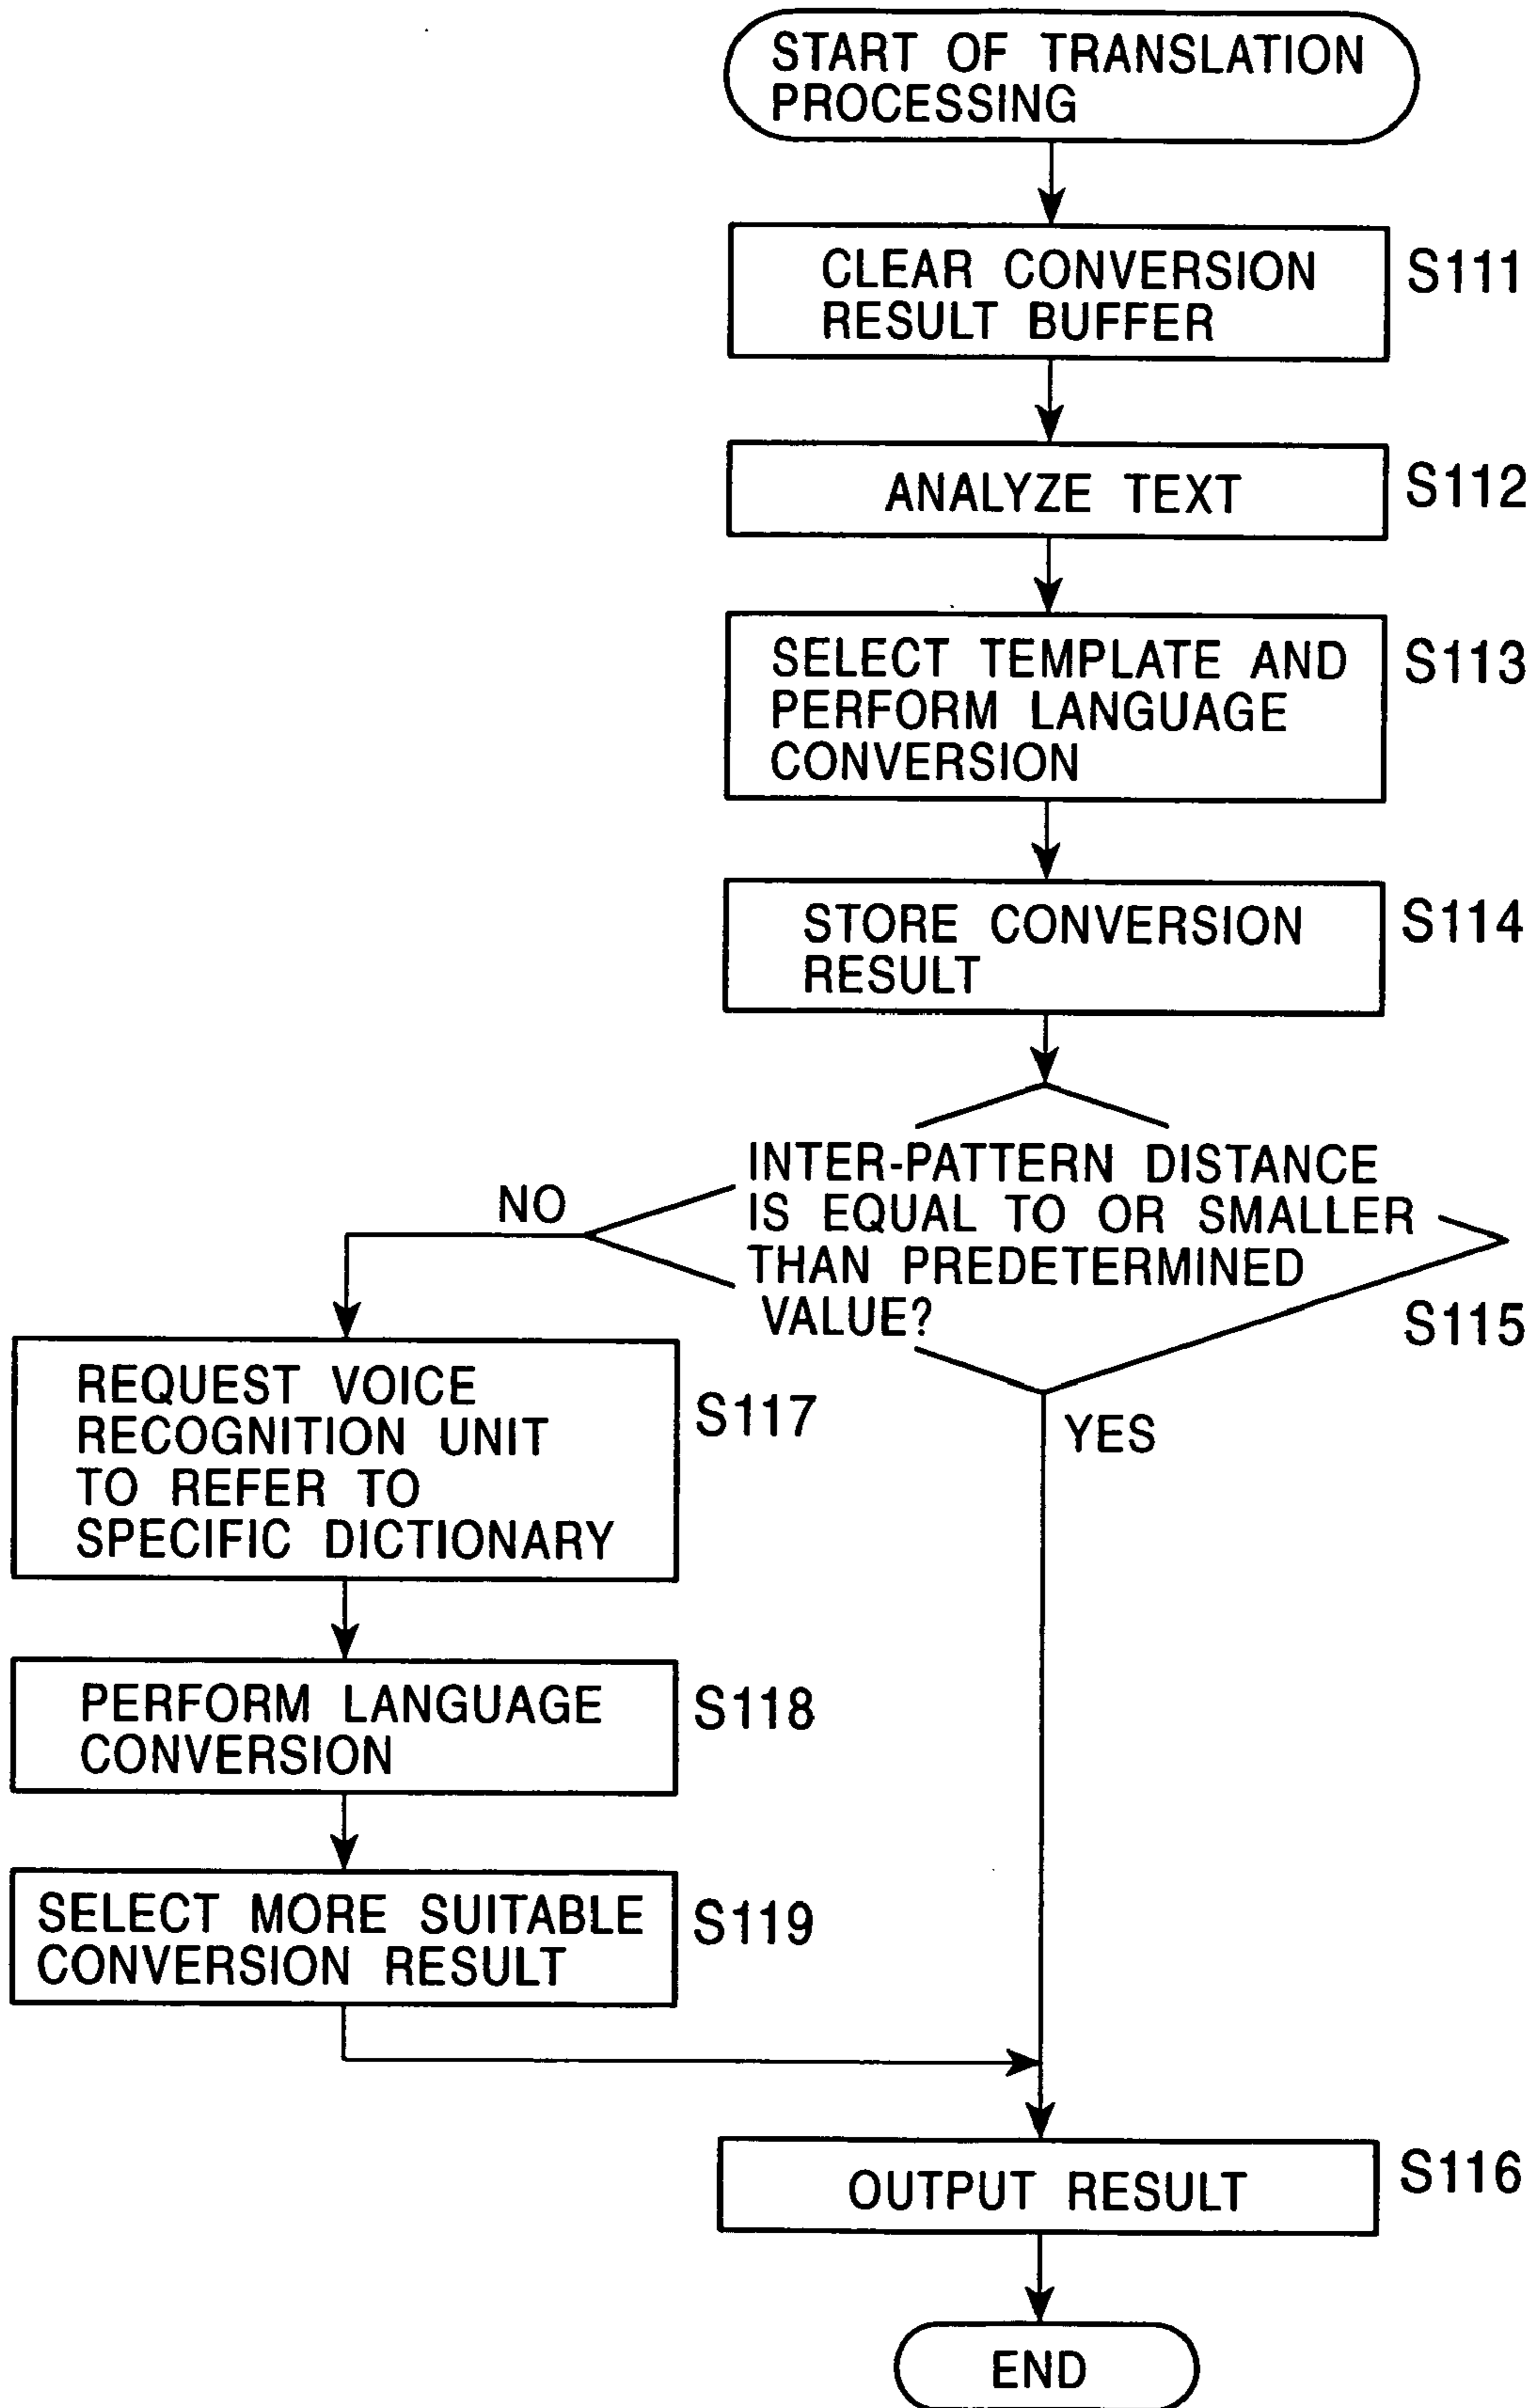 START OF TRANSLATION
PROCESSING
CLEAR CONVERSION
RESULT BUFFER
S111
ANALYZE TEXT
S112
SELECT TEMPLATE AND
PERFORM LANGUAGE
CONVERSION
S113
STORE CONVERSION
RESULT
S114
INTER-PATTERN DISTANCE
IS EQUAL TO OR SMALLER
THAN PREDETERMINED
VALUE?
S115
NO
YES
REQUEST VOICE
RECOGNITION UNIT
TO REFER TO
SPECIFIC DICTIONARY
S117
PERFORM LANGUAGE
CONVERSION
S118
SELECT MORE SUITABLE
CONVERSION RESULT
S119
OUTPUT RESULT
S116
END